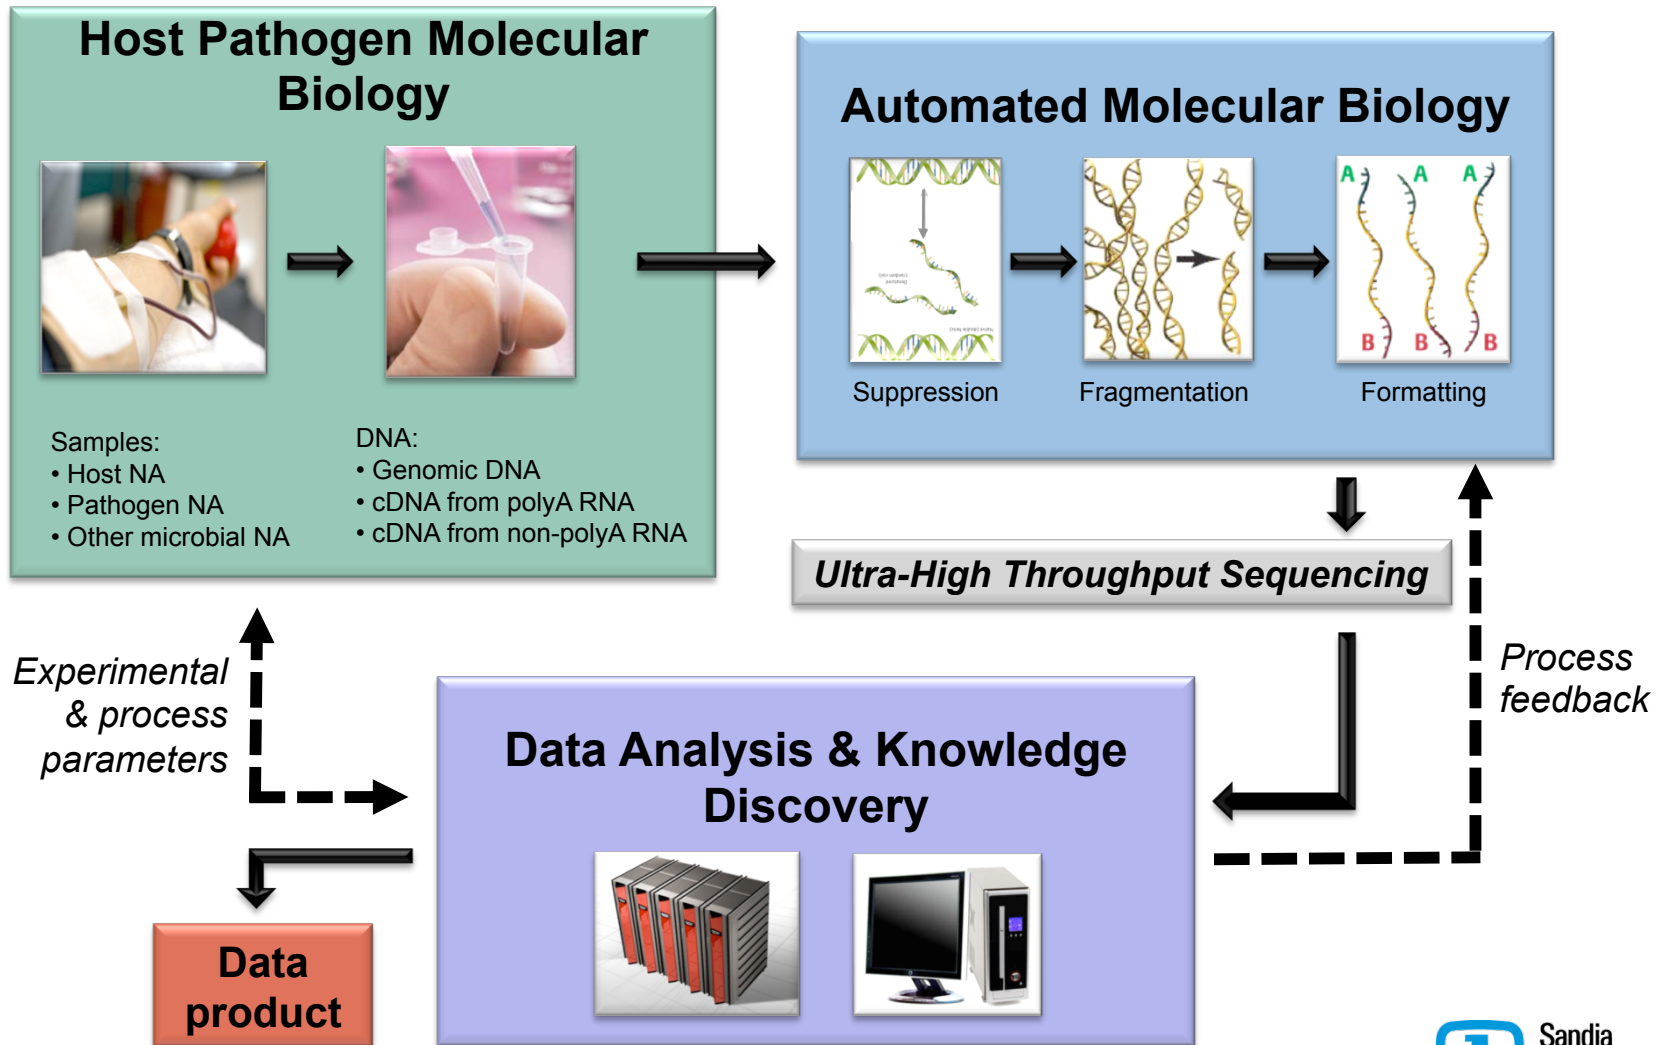 Host Pathogen Molecular
Biology
Samples:
• Host NA
• Pathogen NA
• Other microbial NA
DNA:
• Genomic DNA
• cDNA from polyA RNA
• cDNA from non-polyA RNA
Automated Molecular Biology
A A A
B B B
Suppression
Fragmentation
Formatting
Ultra-High Throughput Sequencing
Experimental
& process
parameters
Process
feedback
Data Analysis & Knowledge
Discovery
Data
product
Sandia